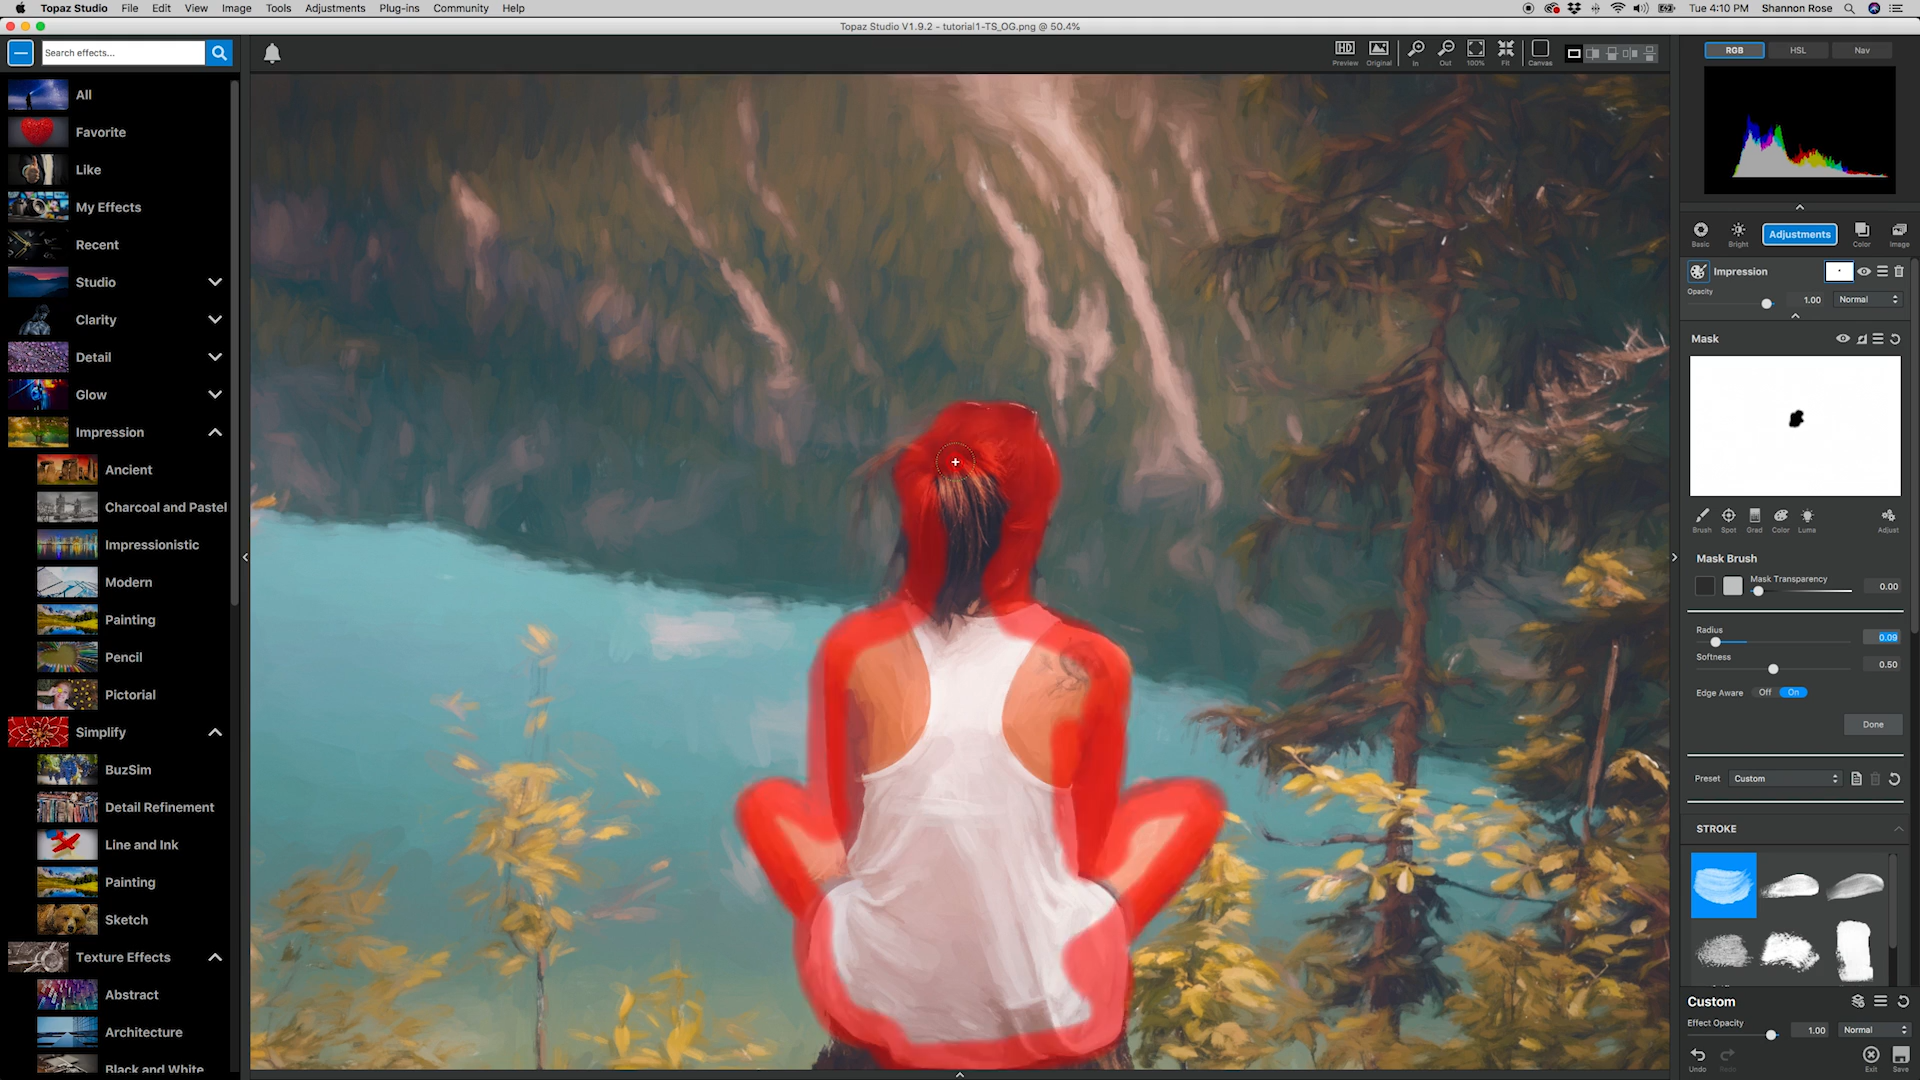 Topaz Studio File Edit View Image Tools Adjustments Plug-ins Community Help Tue 4:10 PM Shannon Rose
Topaz Studio V1.9.2 - tutorial1-TS_OG.png @ 50.4%
Search effects...
HD
Preview Original In Out 100% Fit Canvas
RGB HSL Nav
All
Favorite
Like
My Effects
Recent
Studio
Clarity
Detail
Glow
Impression
Ancient
Charcoal and Pastel
Impressionistic
Modern
Painting
Pencil
Pictorial
Simplify
BuzSim
Detail Refinement
Line and Ink
Painting
Sketch
Texture Effects
Abstract
Architecture
Black and White
Basic Bright Adjustments Color Image
Impression
Opacity 1.00 Normal
Mask
Brush Spot Grad Color Luma Adjust
Mask Brush
Mask Transparency 0.00
Radius 0.09
Softness 0.50
Edge Aware Off On
Done
Preset Custom
STROKE
Custom
Effect Opacity 1.00 Normal
Undo Redo Exit Save